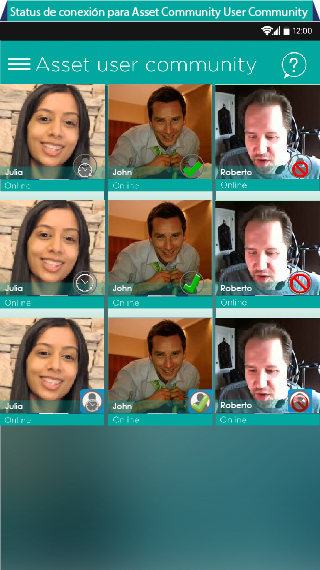 Status de conexión para Asset Community User Community
12:00
Asset user community
?
Julia John Roberto
Online Online Online
Julia John Roberto
Online Online Online
Julia John Roberto
Online Online Online